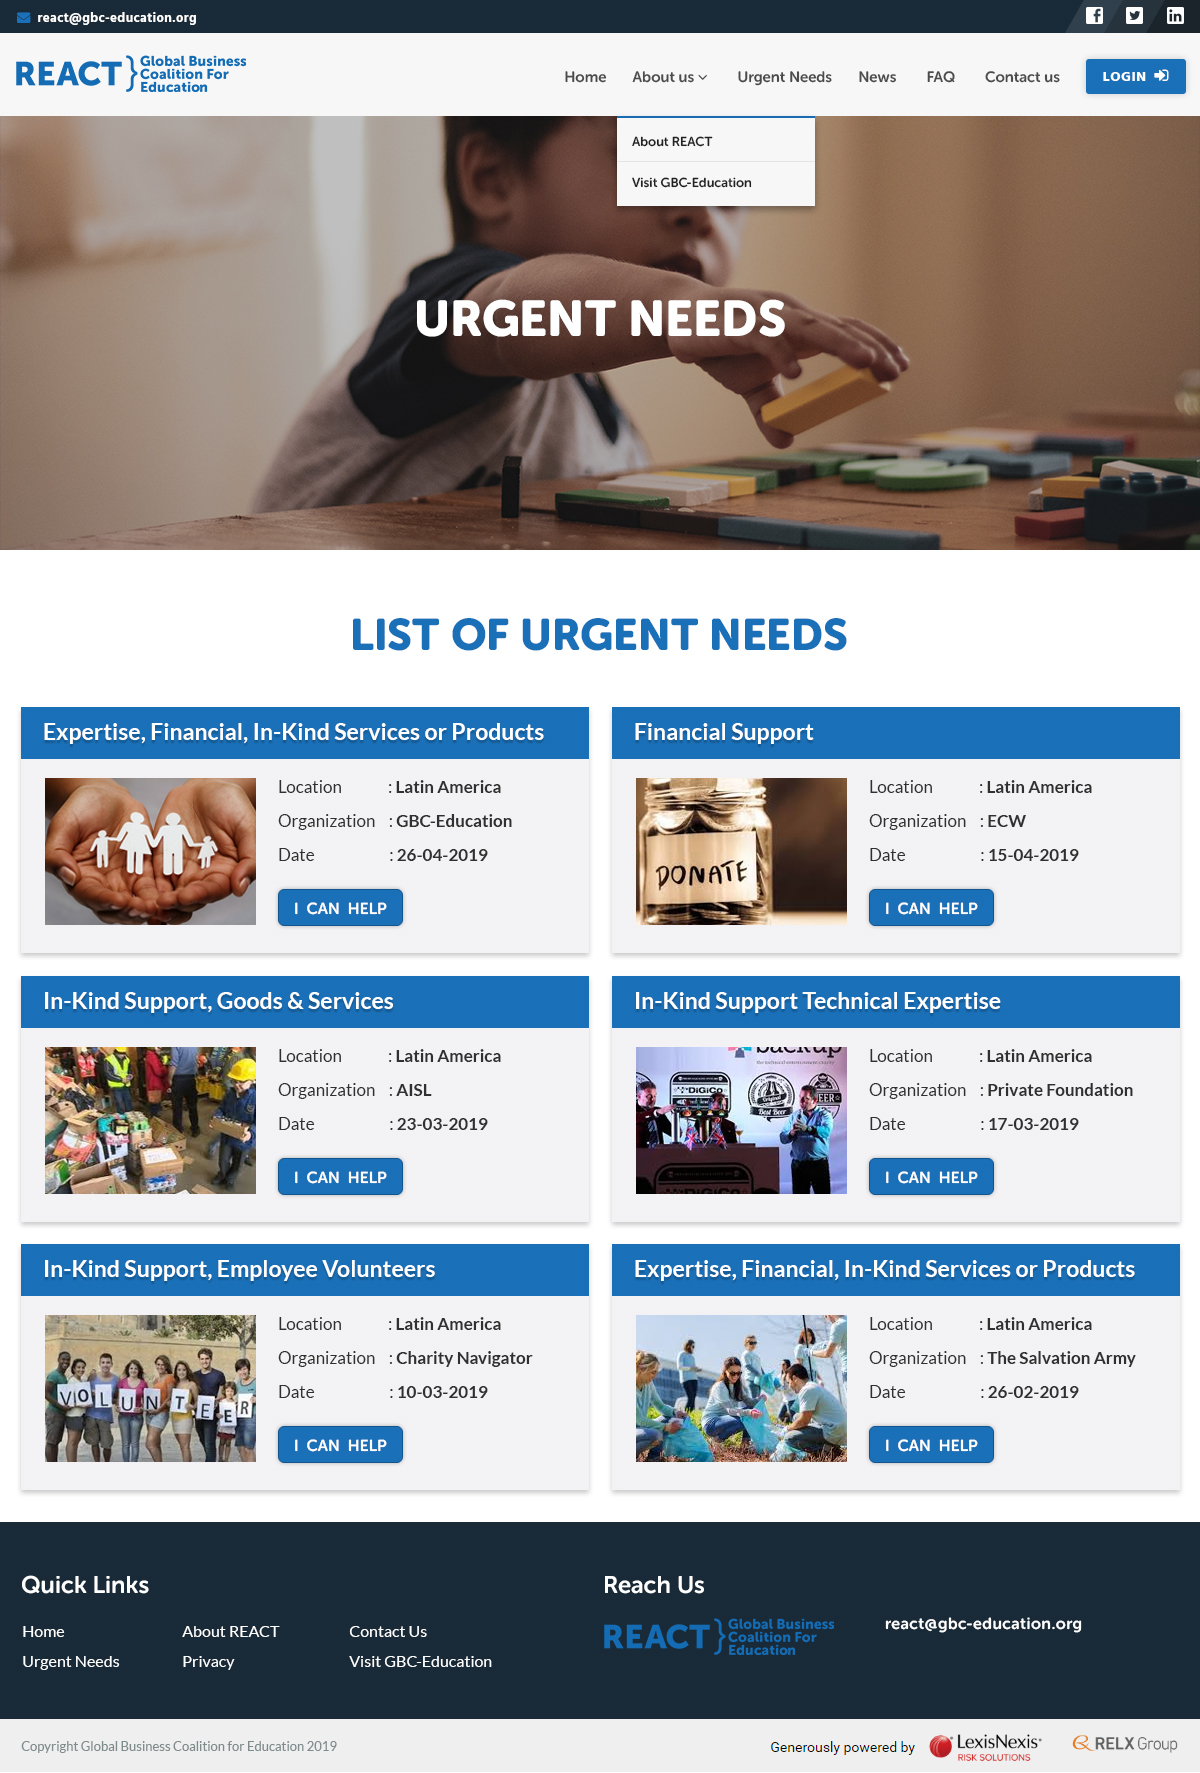 react@gbc-education.org
REACT Global Business Coalition For Education
Home About us Urgent Needs News FAQ Contact us LOGIN
About REACT
Visit GBC-Education
URGENT NEEDS
LIST OF URGENT NEEDS
Expertise, Financial, In-Kind Services or Products
Location : Latin America
Organization : GBC-Education
Date : 26-04-2019
I CAN HELP
Financial Support
DONATE
Location : Latin America
Organization : ECW
Date : 15-04-2019
I CAN HELP
In-Kind Support, Goods & Services
Location : Latin America
Organization : AISL
Date : 23-03-2019
I CAN HELP
In-Kind Support Technical Expertise
backup
DiGiCo
Original
Best Beer
BEER
DiGiCo
Location : Latin America
Organization : Private Foundation
Date : 17-03-2019
I CAN HELP
In-Kind Support, Employee Volunteers
VOLUNTEER
Location : Latin America
Organization : Charity Navigator
Date : 10-03-2019
I CAN HELP
Expertise, Financial, In-Kind Services or Products
Location : Latin America
Organization : The Salvation Army
Date : 26-02-2019
I CAN HELP
Quick Links
Home About REACT Contact Us
Urgent Needs Privacy Visit GBC-Education
Reach Us
REACT Global Business Coalition For Education
react@gbc-education.org
Copyright Global Business Coalition for Education 2019
Generously powered by
LexisNexis
RISK SOLUTIONS
RELX Group